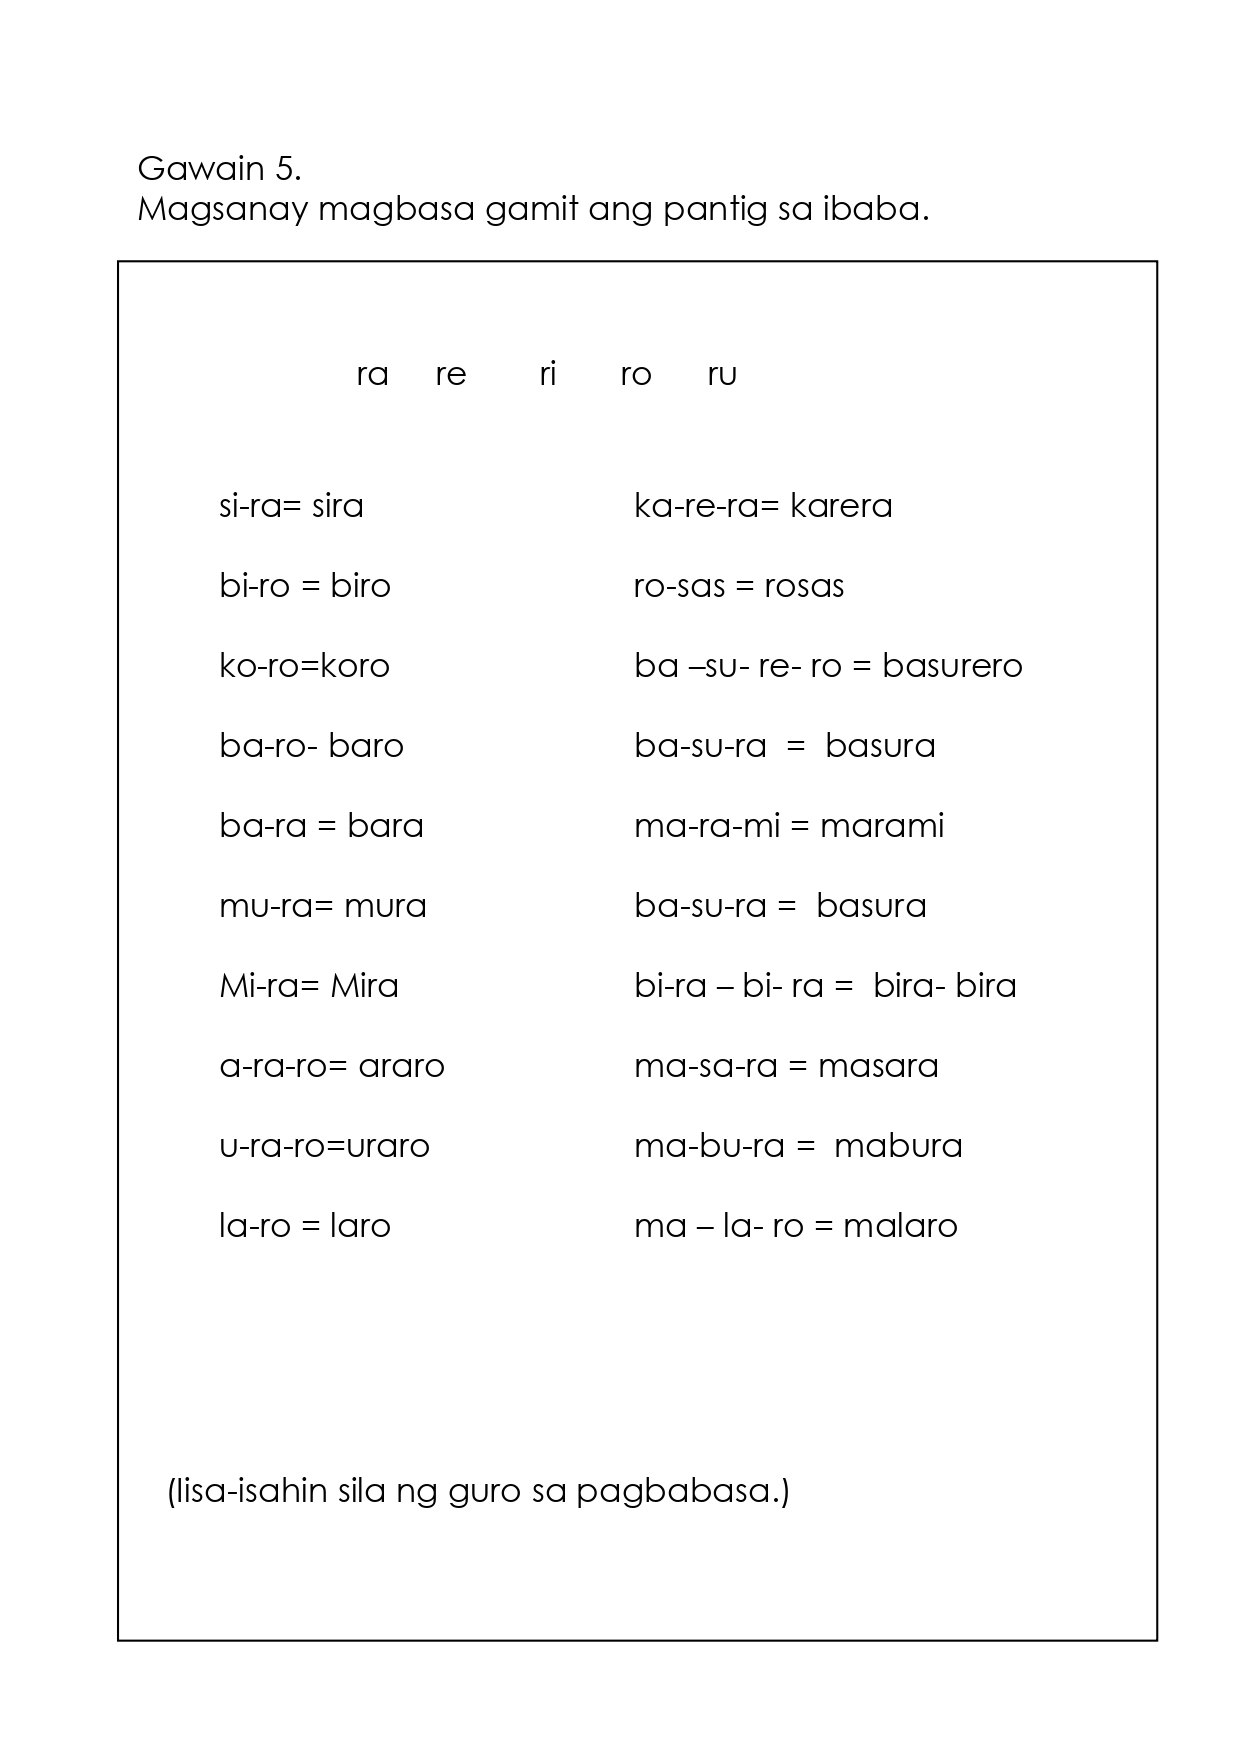 Gawain 5.
Magsanay magbasa gamit ang pantig sa ibaba.
ra re ri ro ru
si-ra= sira ka-re-ra= karera
bi-ro = biro ro-sas = rosas
ko-ro=koro ba –su- re- ro = basurero
ba-ro- baro ba-su-ra = basura
ba-ra = bara ma-ra-mi = marami
mu-ra= mura ba-su-ra = basura
Mi-ra= Mira bi-ra – bi- ra = bira- bira
a-ra-ro= araro ma-sa-ra = masara
u-ra-ro=uraro ma-bu-ra = mabura
la-ro = laro ma – la- ro = malaro
(Iisa-isahin sila ng guro sa pagbabasa.)